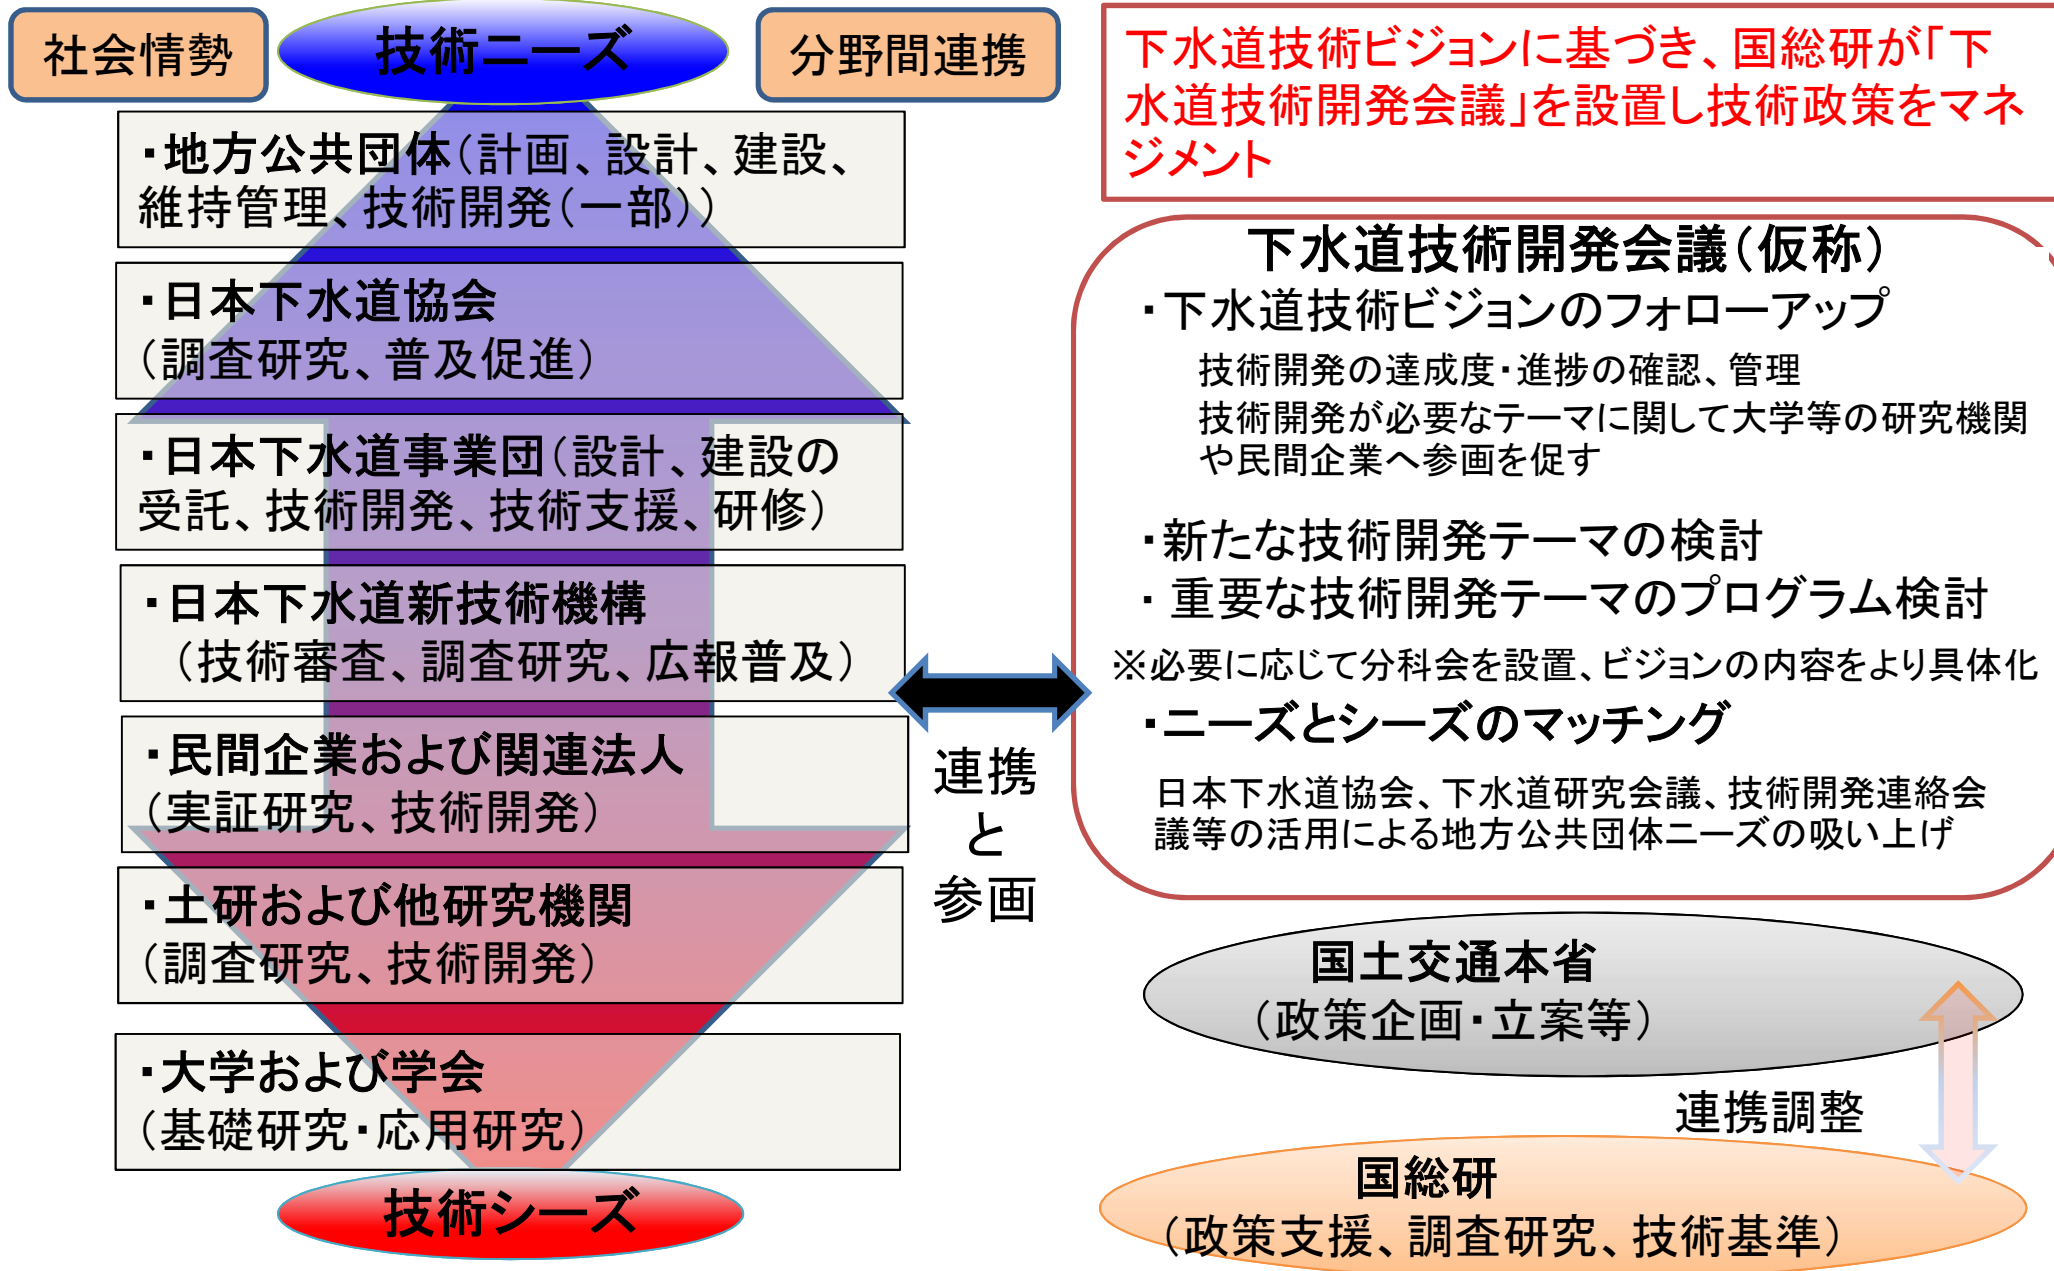 社会情勢
技術ニーズ
分野間連携
・地方公共団体(計画、設計、建設、
維持管理、技術開発(一部))
・日本下水道協会
(調査研究、普及促進)
・日本下水道事業団(設計、建設の
受託、技術開発、技術支援、研修)
・日本下水道新技術機構
(技術審査、調査研究、広報普及)
・民間企業および関連法人
(実証研究、技術開発)
・土研および他研究機関
(調査研究、技術開発)
・大学および学会
(基礎研究・応用研究)
技術シーズ
連携
と
参画
下水道技術ビジョンに基づき、国総研が「下
水道技術開発会議」を設置し技術政策をマネ
ジメント
下水道技術開発会議(仮称)
・下水道技術ビジョンのフォローアップ
技術開発の達成度・進捗の確認、管理
技術開発が必要なテーマに関して大学等の研究機関
や民間企業へ参画を促す
・新たな技術開発テーマの検討
・重要な技術開発テーマのプログラム検討
※必要に応じて分科会を設置、ビジョンの内容をより具体化
・ニーズとシーズのマッチング
日本下水道協会、下水道研究会議、技術開発連絡会
議等の活用による地方公共団体ニーズの吸い上げ
国土交通本省
(政策企画・立案等)
連携調整
国総研
(政策支援、調査研究、技術基準)